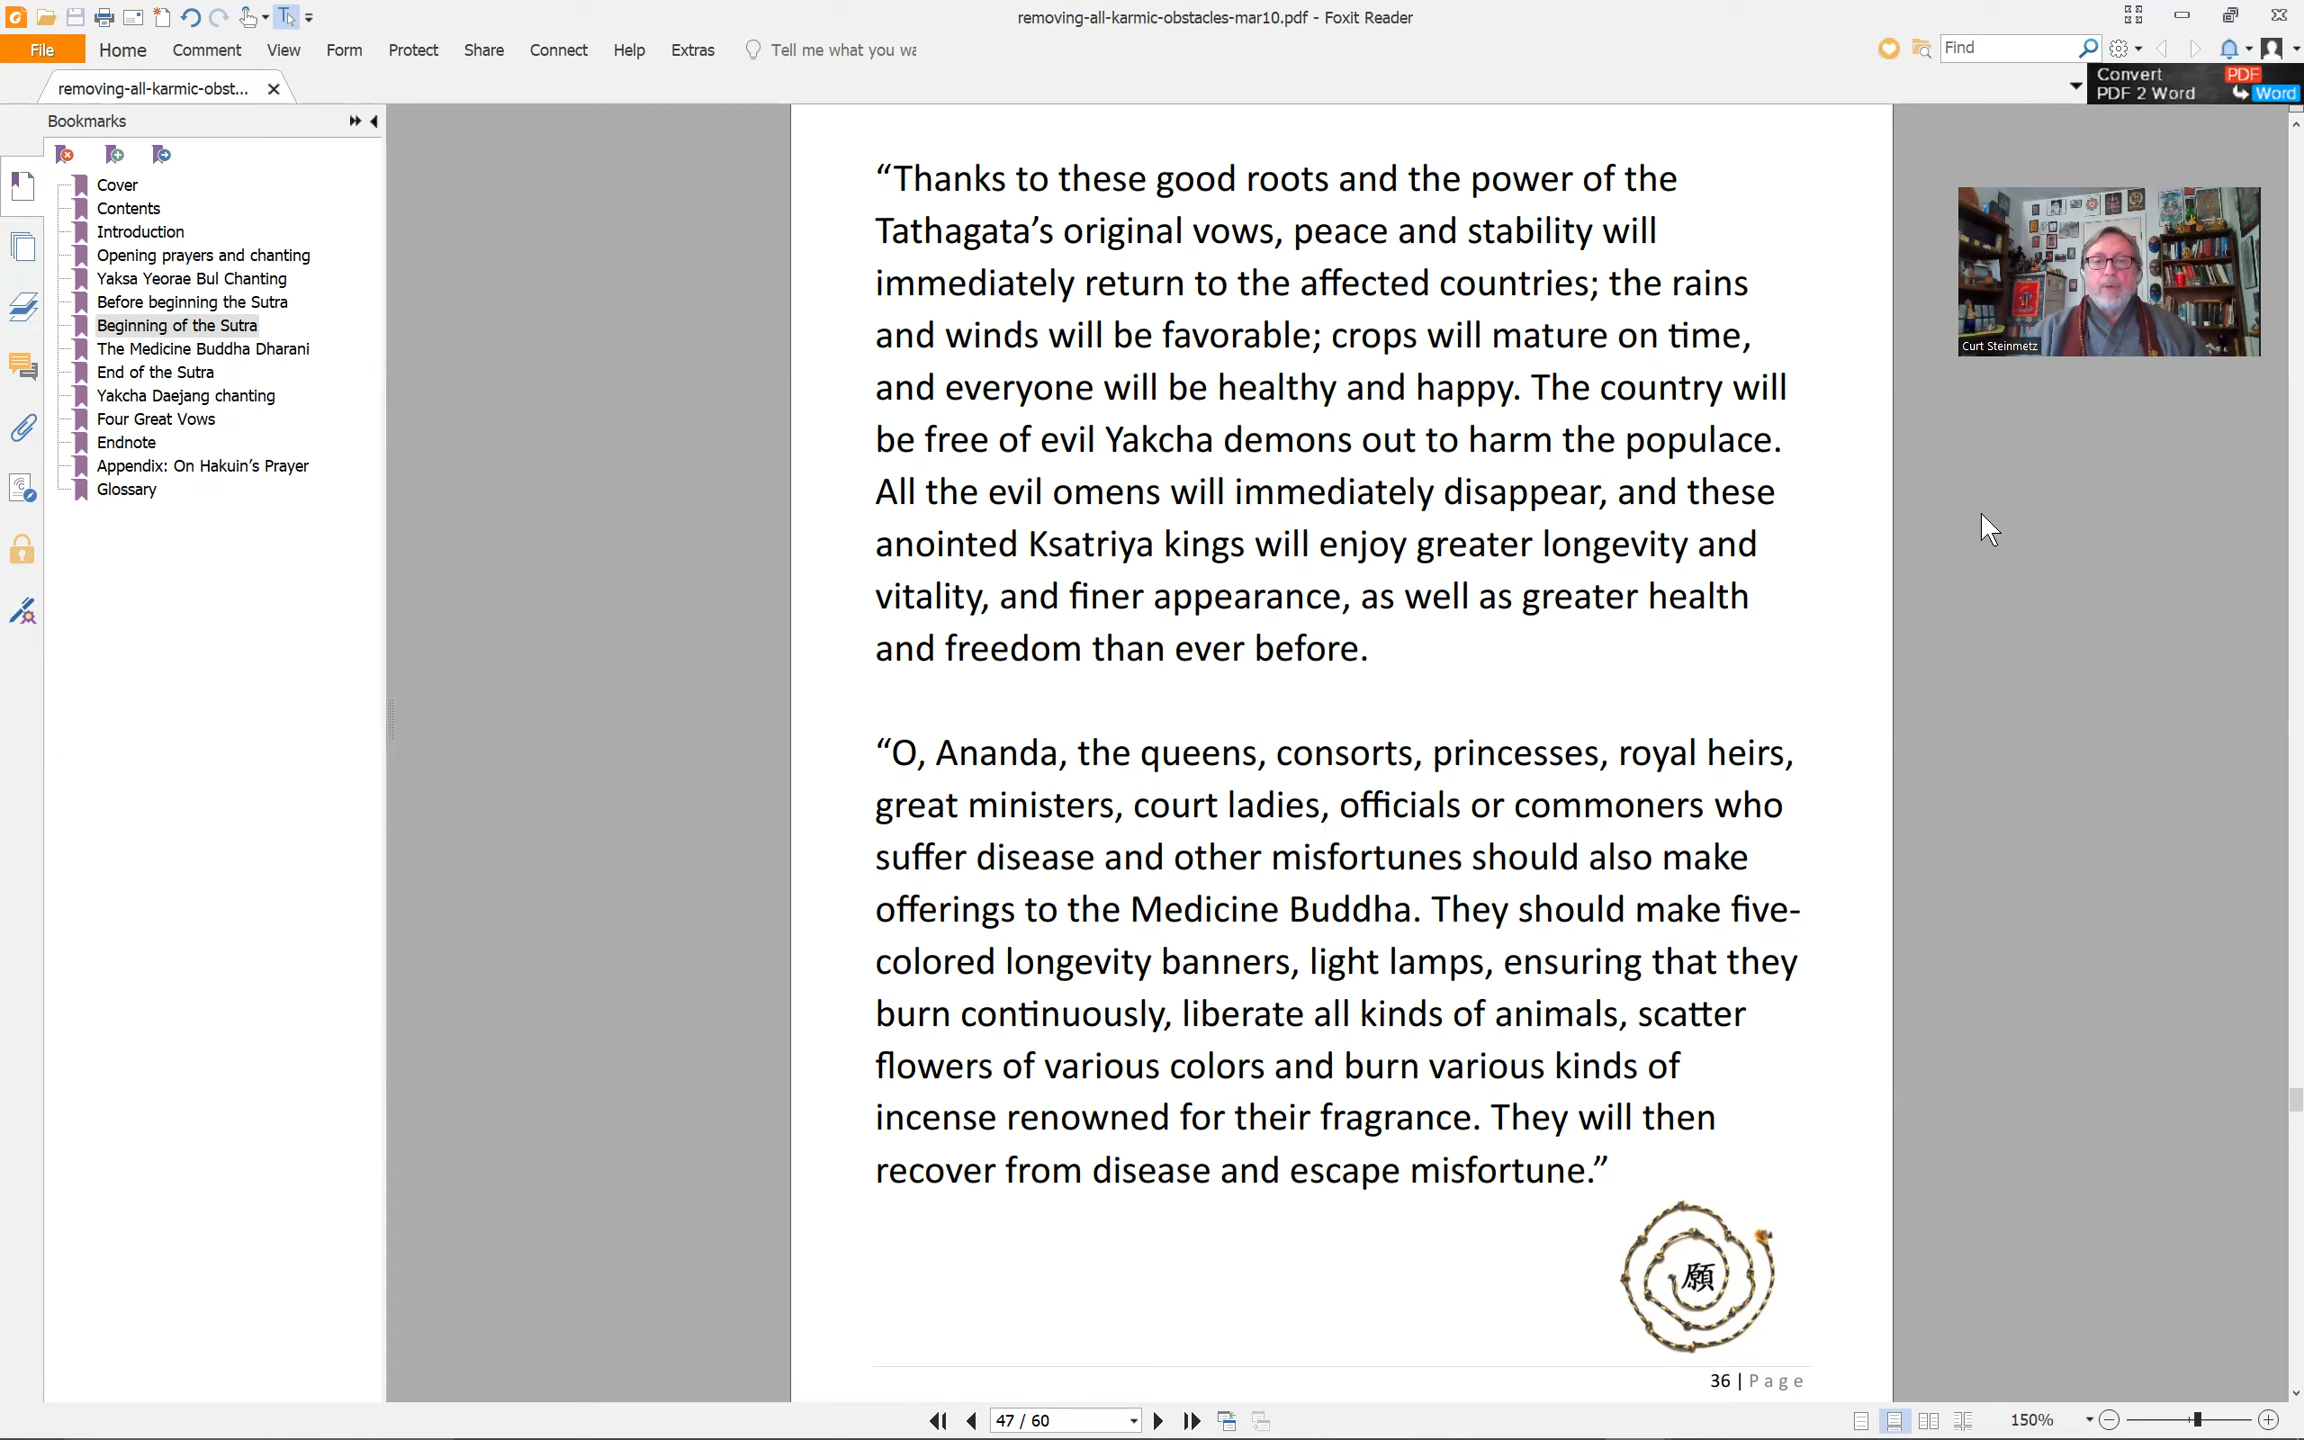 removing-all-karmic-obstacles-mar10.pdf - Foxit Reader
File Home Comment View Form Protect Share Connect Help Extras Tell me what you wa
Find
removing-all-karmic-obst...
Convert PDF
PDF 2 Word Word
Bookmarks
Cover
Contents
Introduction
Opening prayers and chanting
Yaksa Yeorae Bul Chanting
Before beginning the Sutra
Beginning of the Sutra
The Medicine Buddha Dharani
End of the Sutra
Yakcha Daejang chanting
Four Great Vows
Endnote
Appendix: On Hakuin’s Prayer
Glossary
“Thanks to these good roots and the power of the
Tathagata’s original vows, peace and stability will
immediately return to the affected countries; the rains
and winds will be favorable; crops will mature on time,
and everyone will be healthy and happy. The country will
be free of evil Yakcha demons out to harm the populace.
All the evil omens will immediately disappear, and these
anointed Ksatriya kings will enjoy greater longevity and
vitality, and finer appearance, as well as greater health
and freedom than ever before.
“O, Ananda, the queens, consorts, princesses, royal heirs,
great ministers, court ladies, officials or commoners who
suffer disease and other misfortunes should also make
offerings to the Medicine Buddha. They should make five-
colored longevity banners, light lamps, ensuring that they
burn continuously, liberate all kinds of animals, scatter
flowers of various colors and burn various kinds of
incense renowned for their fragrance. They will then
recover from disease and escape misfortune.”
願
36 | Page
Curt Steinmetz
47 / 60
150%